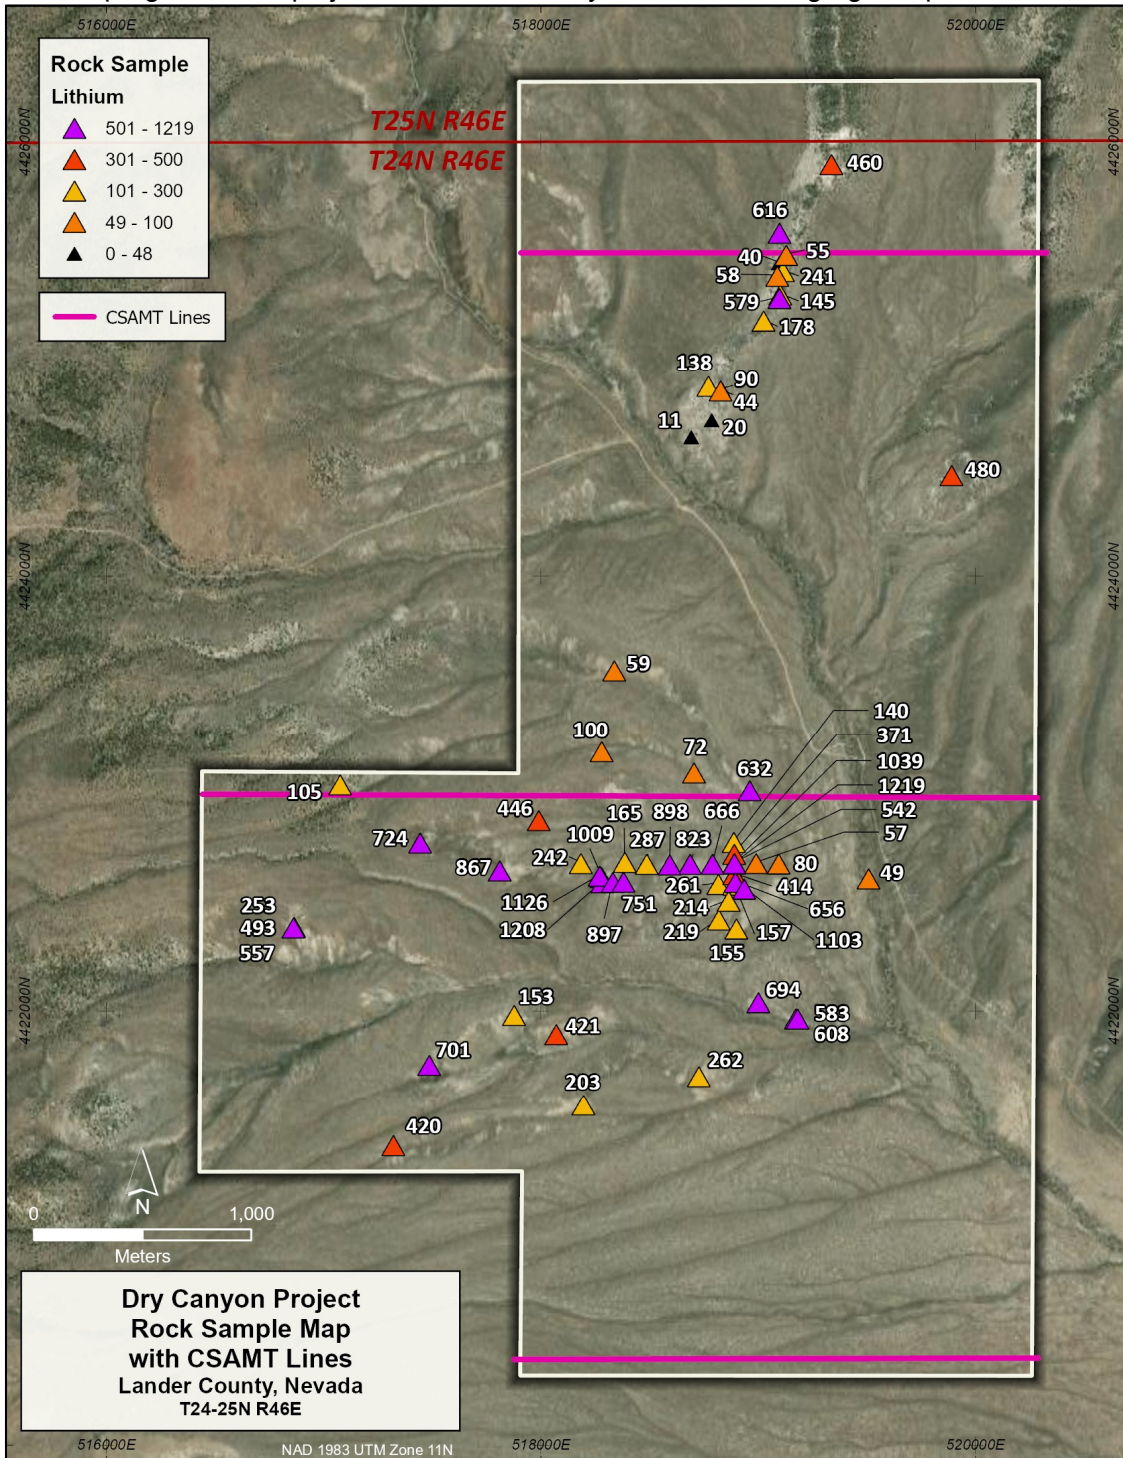 516000E
518000E
520000E
Rock Sample
Lithium
501 - 1219
301 - 500
101 - 300
49 - 100
0 - 48
CSAMT Lines
T25N R46E
T24N R46E
4426000N
4426000N
460
616
55
40
58
241
579
145
178
138
90
44
11
20
480
4424000N
4424000N
59
100
72
632
140
371
1039
1219
542
57
105
446
165
898
666
724
1009
287
823
867
242
80
49
1126
261
414
751
214
656
1208
897
219
157
1103
155
253
493
557
4422000N
4422000N
694
583
608
153
421
701
262
203
420
N
0
1,000
Meters
Dry Canyon Project
Rock Sample Map
with CSAMT Lines
Lander County, Nevada
T24-25N R46E
516000E
518000E
520000E
NAD 1983 UTM Zone 11N